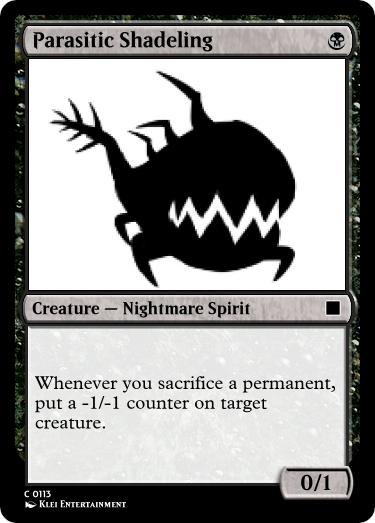 Parasitic Shadeling
Creature — Nightmare Spirit
Whenever you sacrifice a permanent,
put a -1/-1 counter on target
creature.
0/1
C 0113
Klei Entertainment